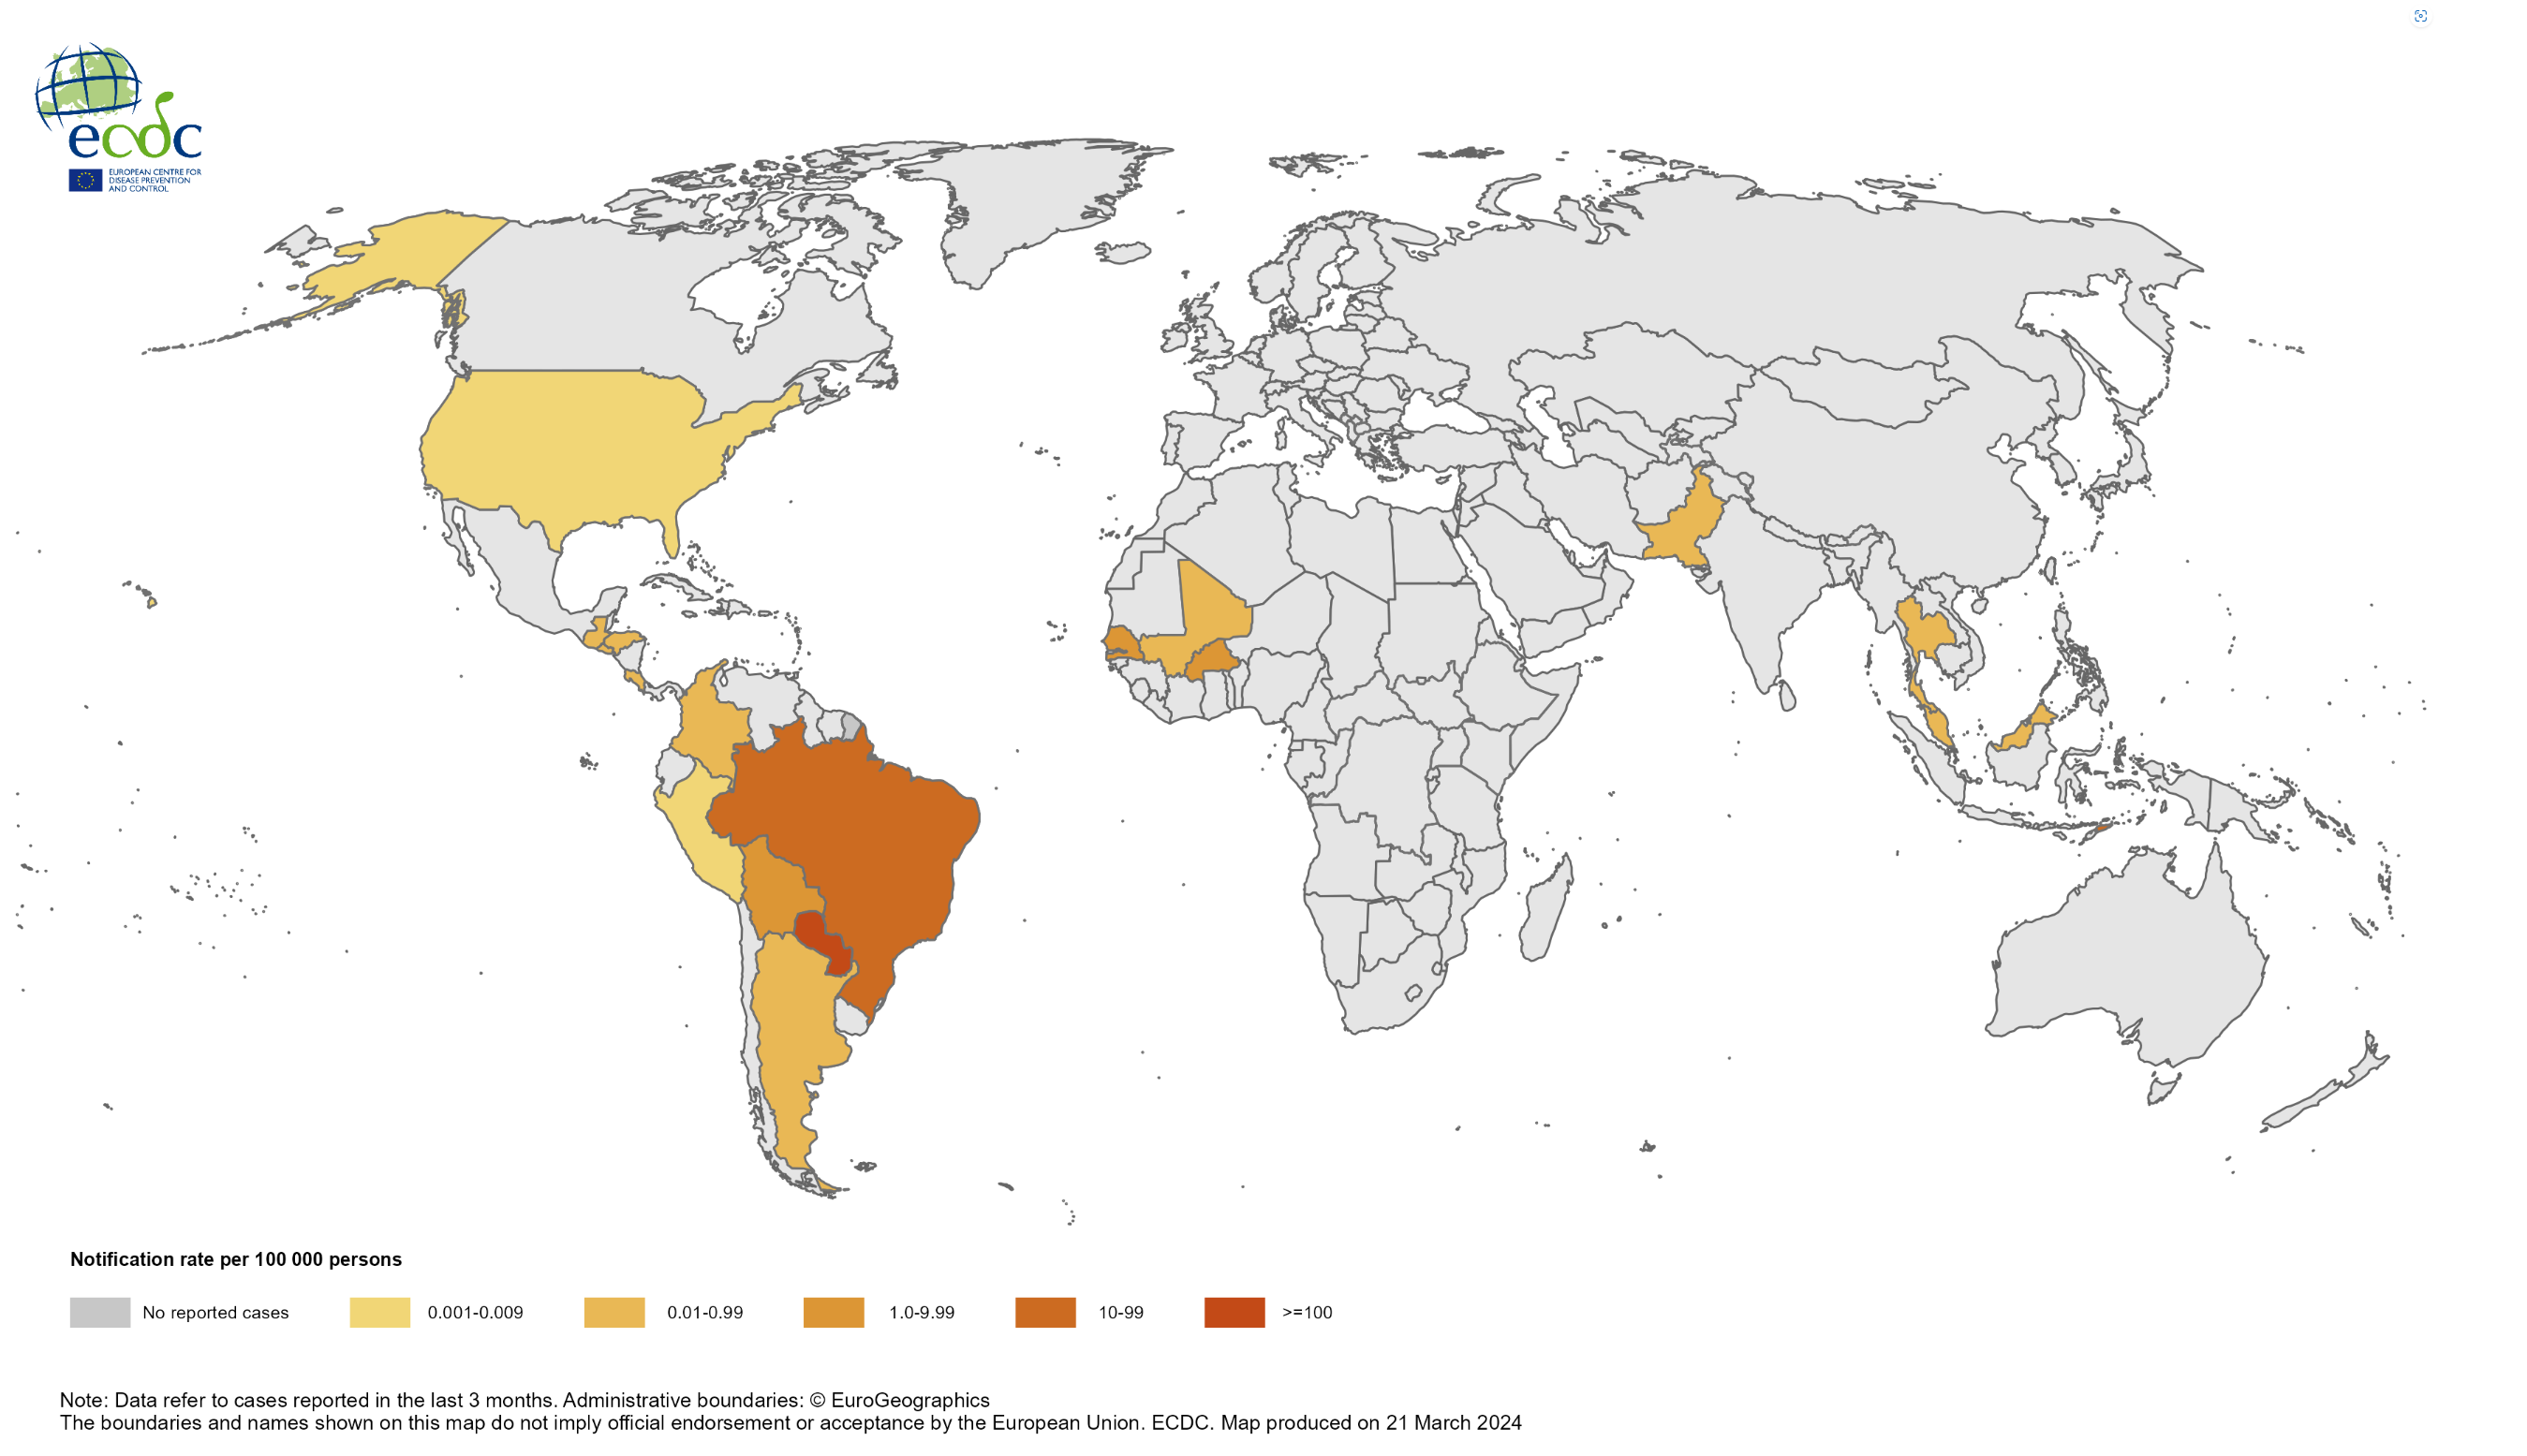 ecdc
EUROPEAN CENTRE FOR
DISEASE PREVENTION
AND CONTROL
Notification rate per 100 000 persons
No reported cases
0.001-0.009
0.01-0.99
1.0-9.99
10-99
>=100
Note: Data refer to cases reported in the last 3 months. Administrative boundaries: © EuroGeographics
The boundaries and names shown on this map do not imply official endorsement or acceptance by the European Union. ECDC. Map produced on 21 March 2024